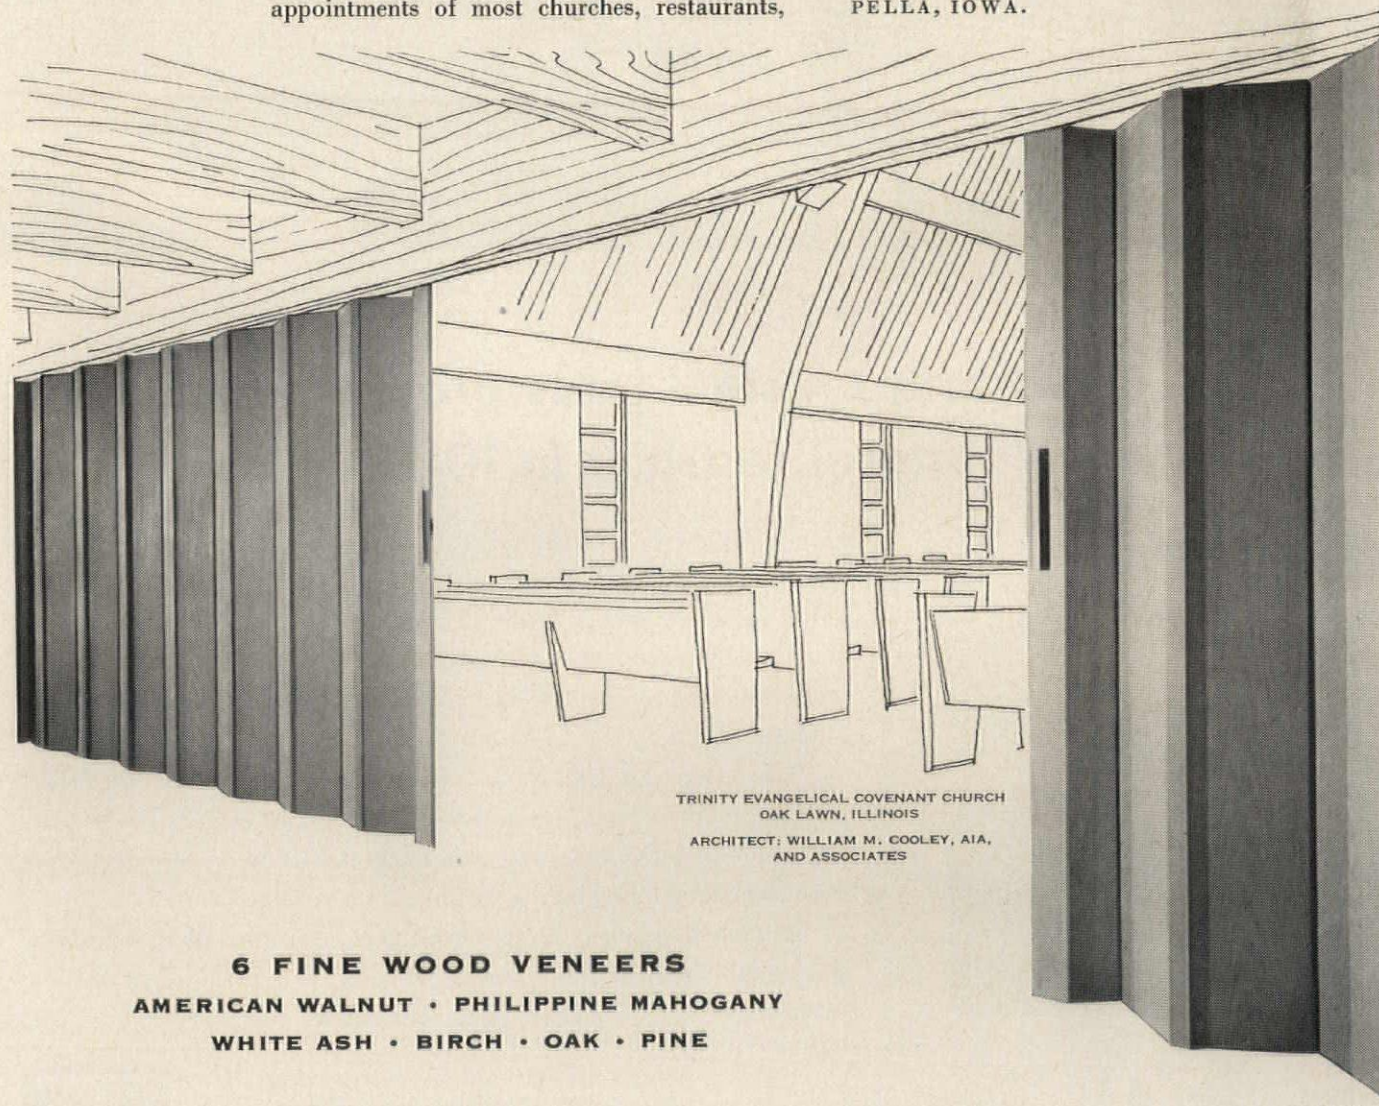 appointments of most churches, restaurants,
PELLA, IOWA.
TRINITY EVANGELICAL COVENANT CHURCH
OAK LAWN, ILLINOIS
ARCHITECT: WILLIAM M. COOLEY, AIA,
AND ASSOCIATES
6 FINE WOOD VENEERS
AMERICAN WALNUT • PHILIPPINE MAHOGANY
WHITE ASH • BIRCH • OAK • PINE